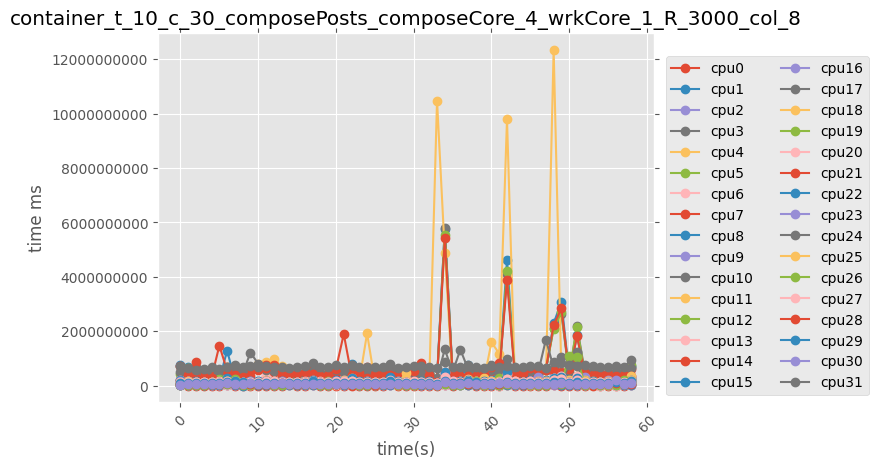 container_t_10_c_30_composePosts_composeCore_4_wrkCore_1_R_3000_col_8
time ms
12000000000
10000000000
8000000000
6000000000
4000000000
2000000000
0
0
10
20
30
40
50
60
time(s)
cpu0
cpu1
cpu2
cpu3
cpu4
cpu5
cpu6
cpu7
cpu8
cpu9
cpu10
cpu11
cpu12
cpu13
cpu14
cpu15
cpu16
cpu17
cpu18
cpu19
cpu20
cpu21
cpu22
cpu23
cpu24
cpu25
cpu26
cpu27
cpu28
cpu29
cpu30
cpu31